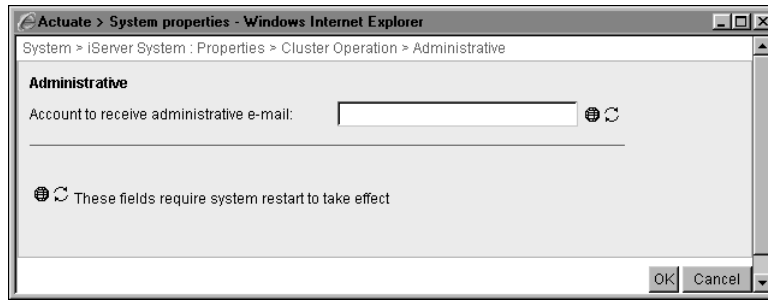 Actuate > System properties - Windows Internet Explorer
System > iServer System : Properties > Cluster Operation > Administrative
Administrative
Account to receive administrative e-mail:
These fields require system restart to take effect
OK Cancel